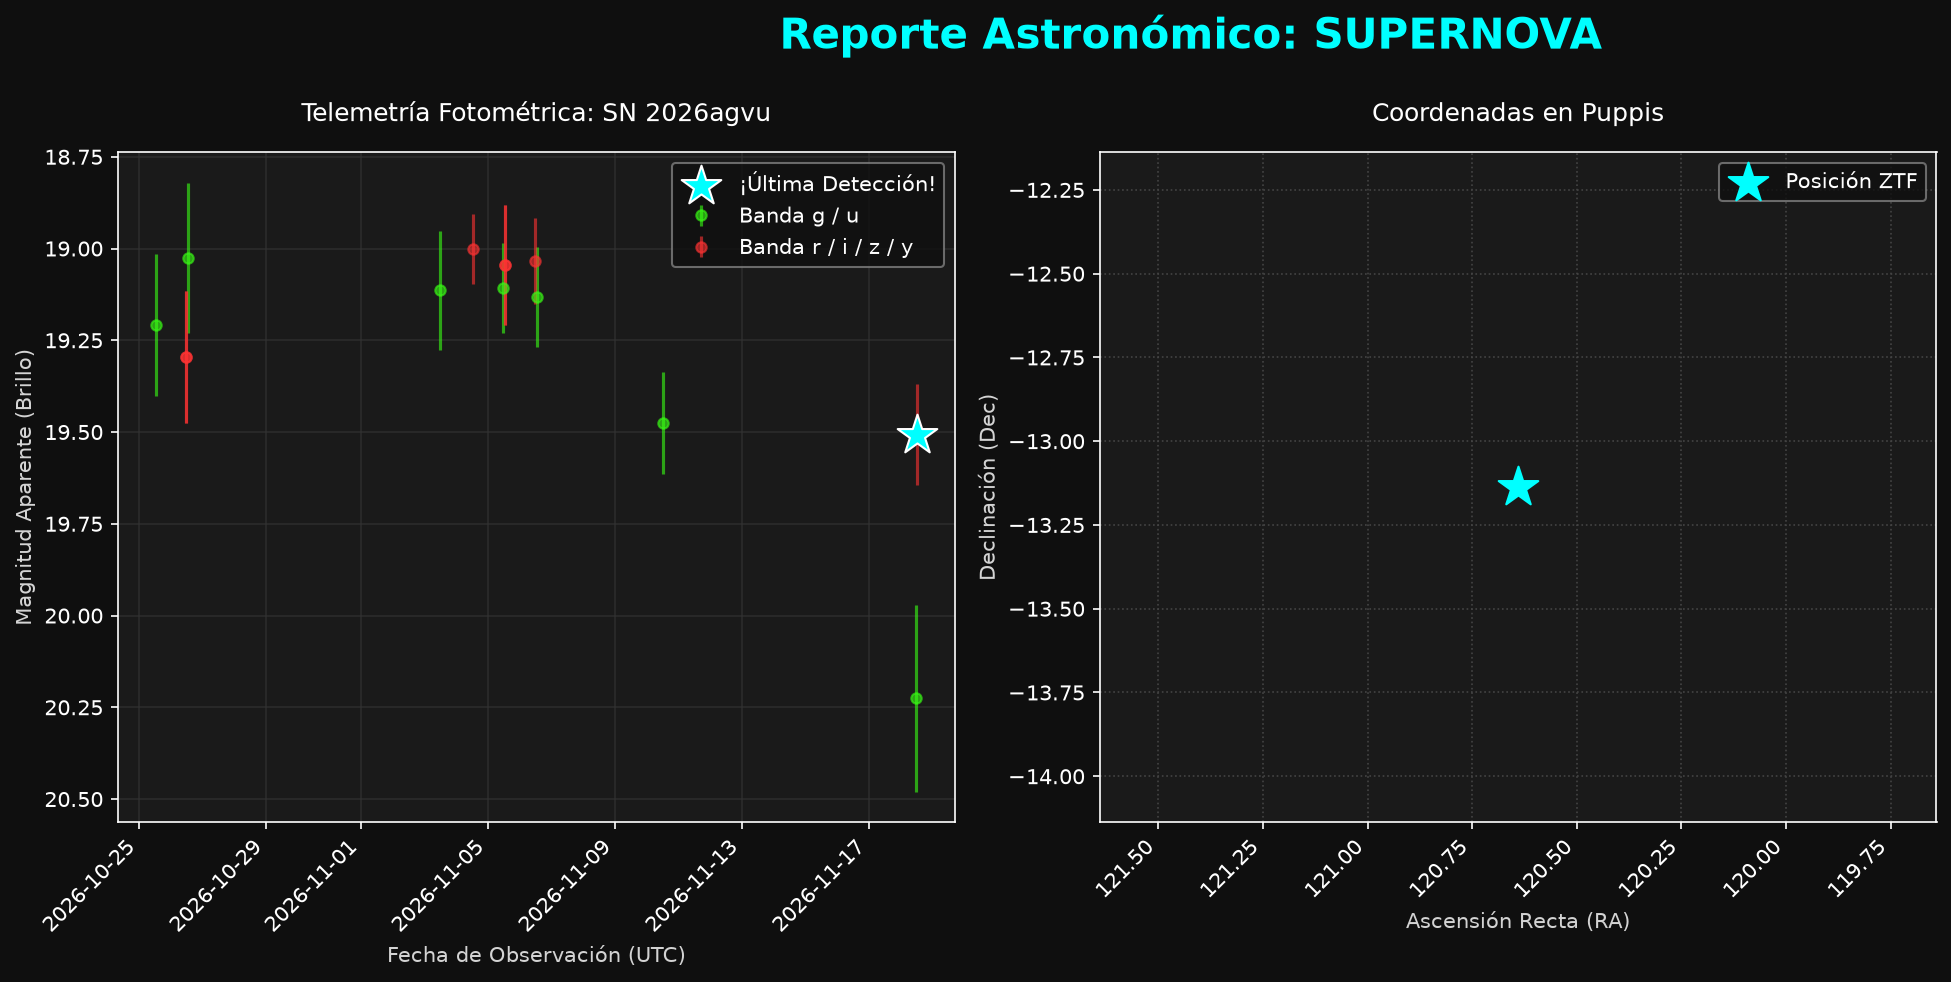 Reporte Astronómico: SUPERNOVA
Telemetría Fotométrica: SN 2026agvu
¡Última Detección!
Banda g / u
Banda r / i / z / y
Magnitud Aparente (Brillo)
18.75
19.00
19.25
19.50
19.75
20.00
20.25
20.50
2026-10-25
2026-10-29
2026-11-01
2026-11-05
2026-11-09
2026-11-13
2026-11-17
Fecha de Observación (UTC)
Coordenadas en Puppis
Posición ZTF
Declinación (Dec)
−12.25
−12.50
−12.75
−13.00
−13.25
−13.50
−13.75
−14.00
121.50
121.25
121.00
120.75
120.50
120.25
120.00
119.75
Ascensión Recta (RA)